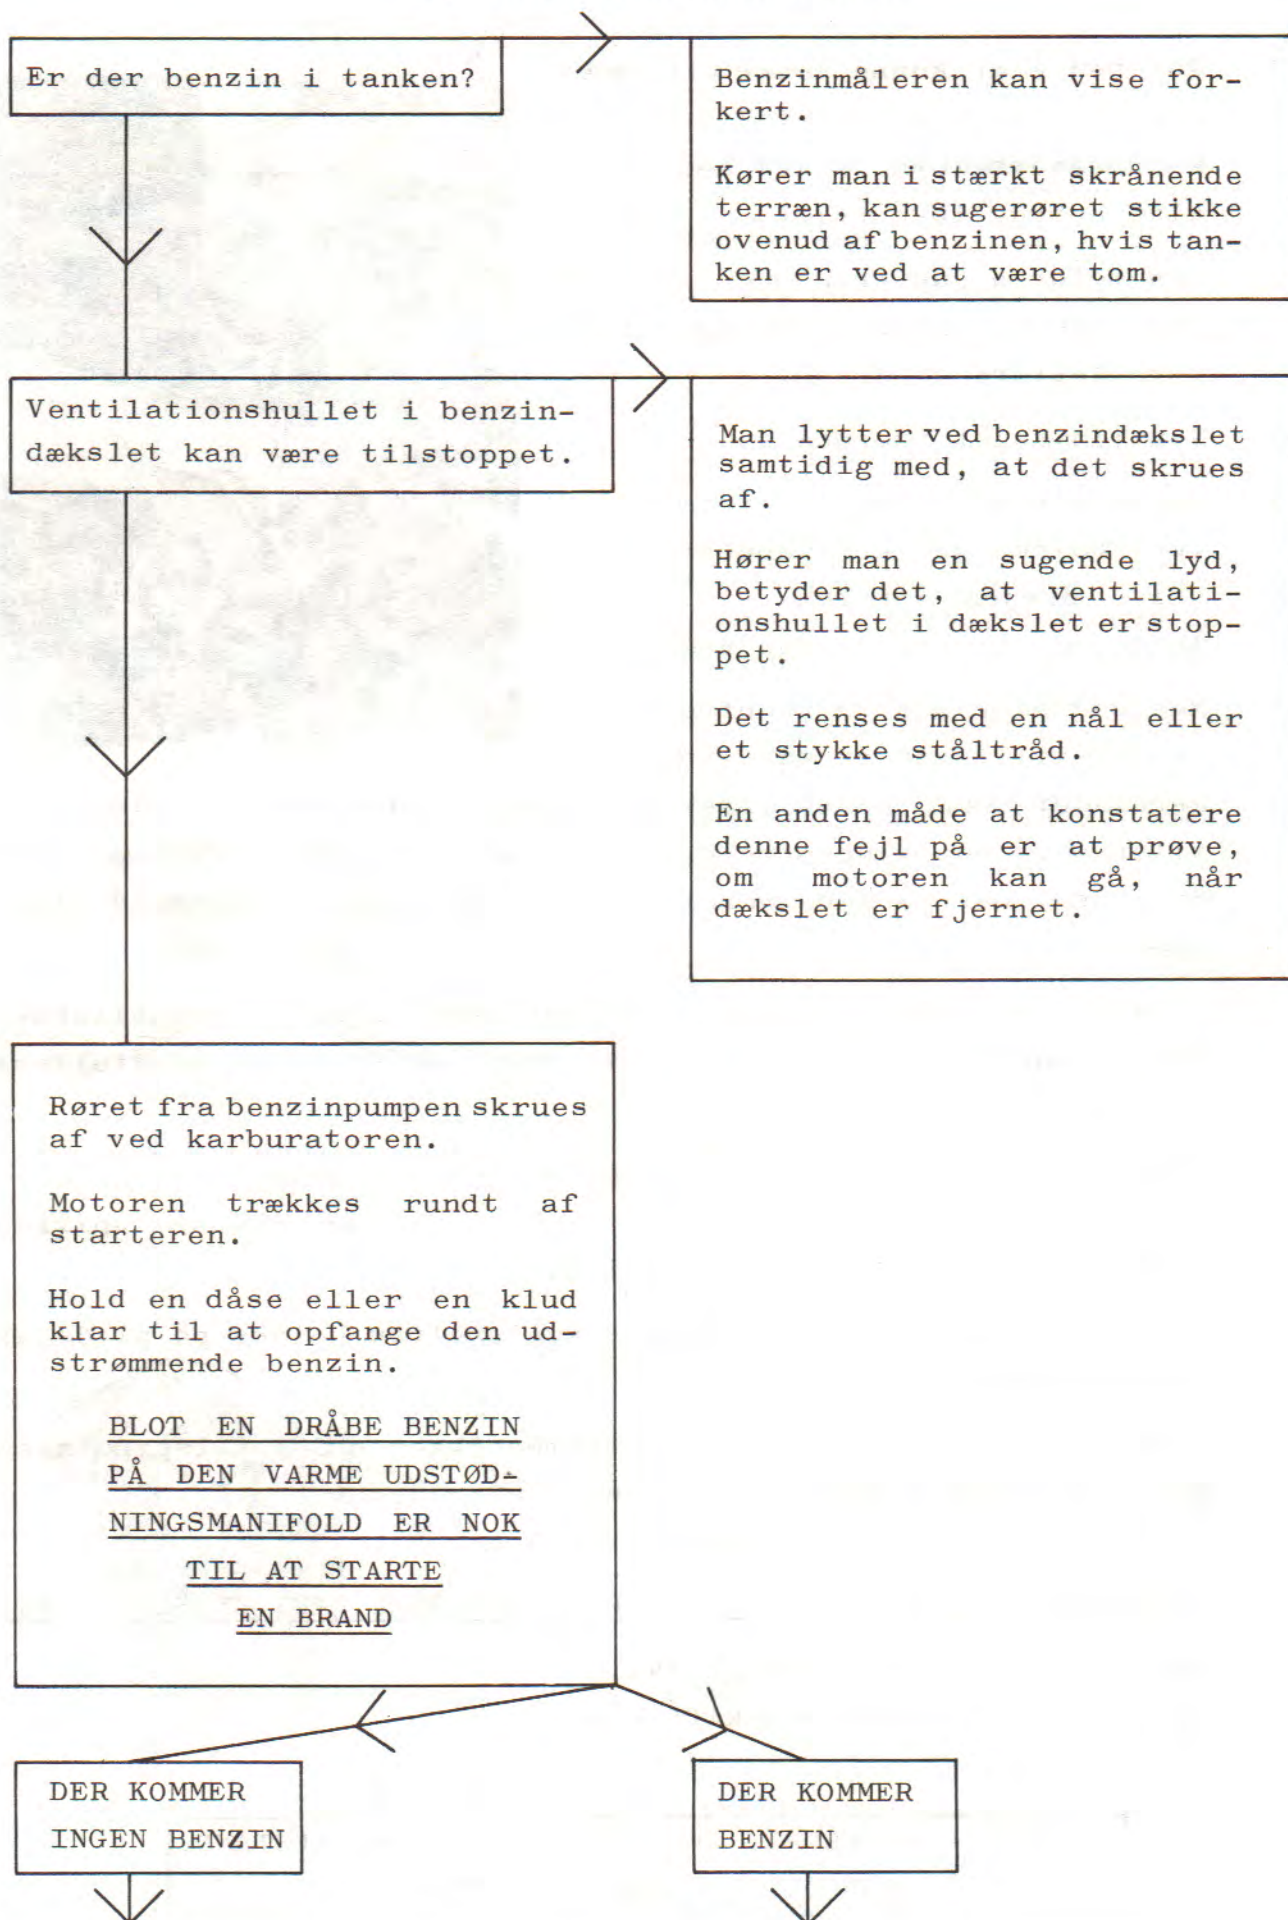 Er der benzin i tanken?
Benzinmåleren kan vise for-
kert.
Kører man i stærkt skrånende
terræn, kan sugerøret stikke
ovenud af benzinen, hvis tan-
ken er ved at være tom.
Ventilationshullet i benzin-
dækslet kan være tilstoppet.
Man lytter ved benzindækslet
samtidig med, at det skrues
af.
Hører man en sugende lyd,
betyder det, at ventilati-
onshullet i dækslet er stop-
pet.
Det renses med en nål eller
et stykke ståltråd.
En anden måde at konstatere
denne fejl på er at prøve,
om motoren kan gå, når
dækslet er fjernet.
Røret fra benzinpumpen skrues
af ved karburatoren.
Motoren trækkes rundt af
starteren.
Hold en dåse eller en klud
klar til at opfange den ud-
strømmende benzin.
BLOT EN DRÅBE BENZIN
PÅ DEN VARME UDSTØD-
NINGSMANIFOLD ER NOK
TIL AT STARTE
EN BRAND
DER KOMMER
INGEN BENZIN
DER KOMMER
BENZIN